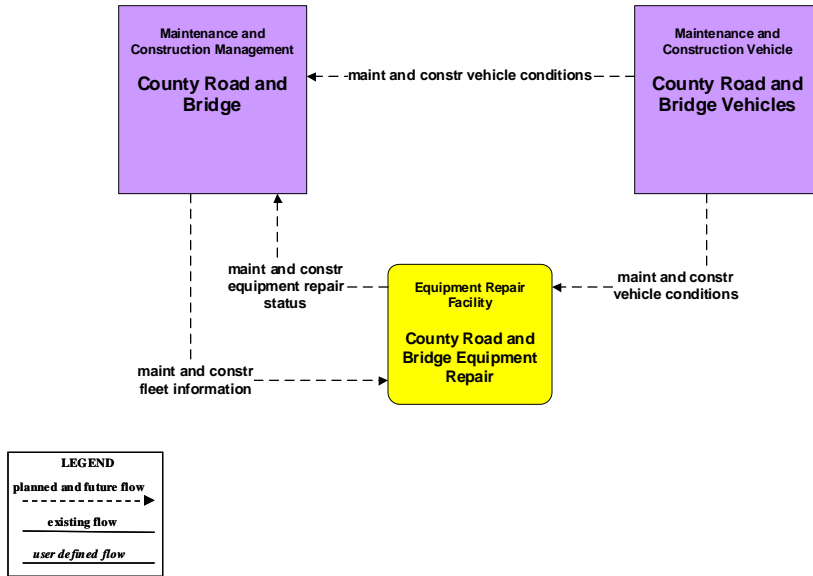 Maintenance and
Construction Management
County Road and
Bridge
Maintenance and
Construction Vehicle
County Road and
Bridge Vehicles
maint and constr vehicle conditions
maint and constr
equipment repair
status
Equipment Repair
Facility
County Road and
Bridge Equipment
Repair
maint and constr
vehicle conditions
maint and constr
fleet information
LEGEND
planned and future flow
existing flow
user defined flow